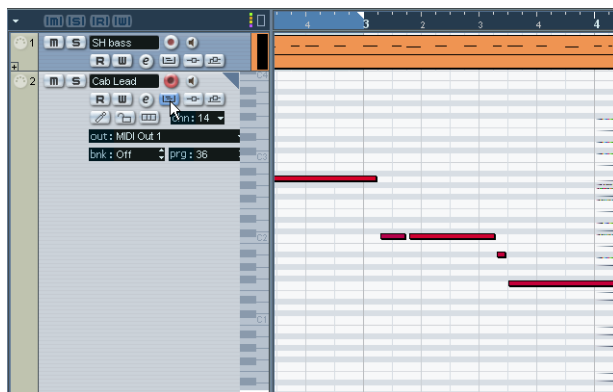 [M] [S] [R] [W]
4 3 2 3 4
1 M S SH bass
R W e
2 M S Cab Lead
C4
R W e
chn: 14
out: MIDI Out 1
bnk: Off prg: 36
C3
C2
C1